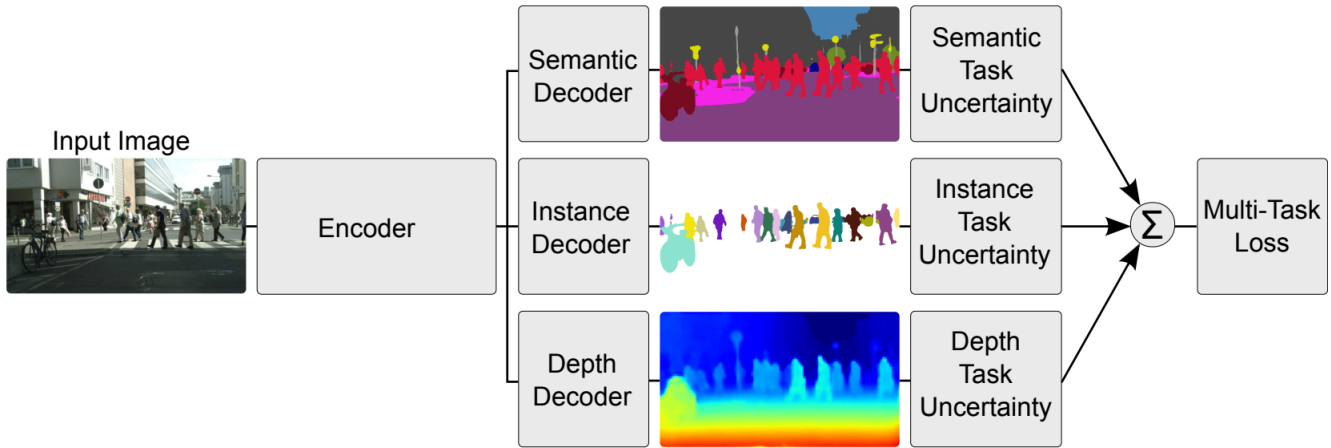 Input Image
Encoder
Semantic
Decoder
Instance
Decoder
Depth
Decoder
Semantic
Task
Uncertainty
Instance
Task
Uncertainty
Depth
Task
Uncertainty
Σ
Multi-Task
Loss